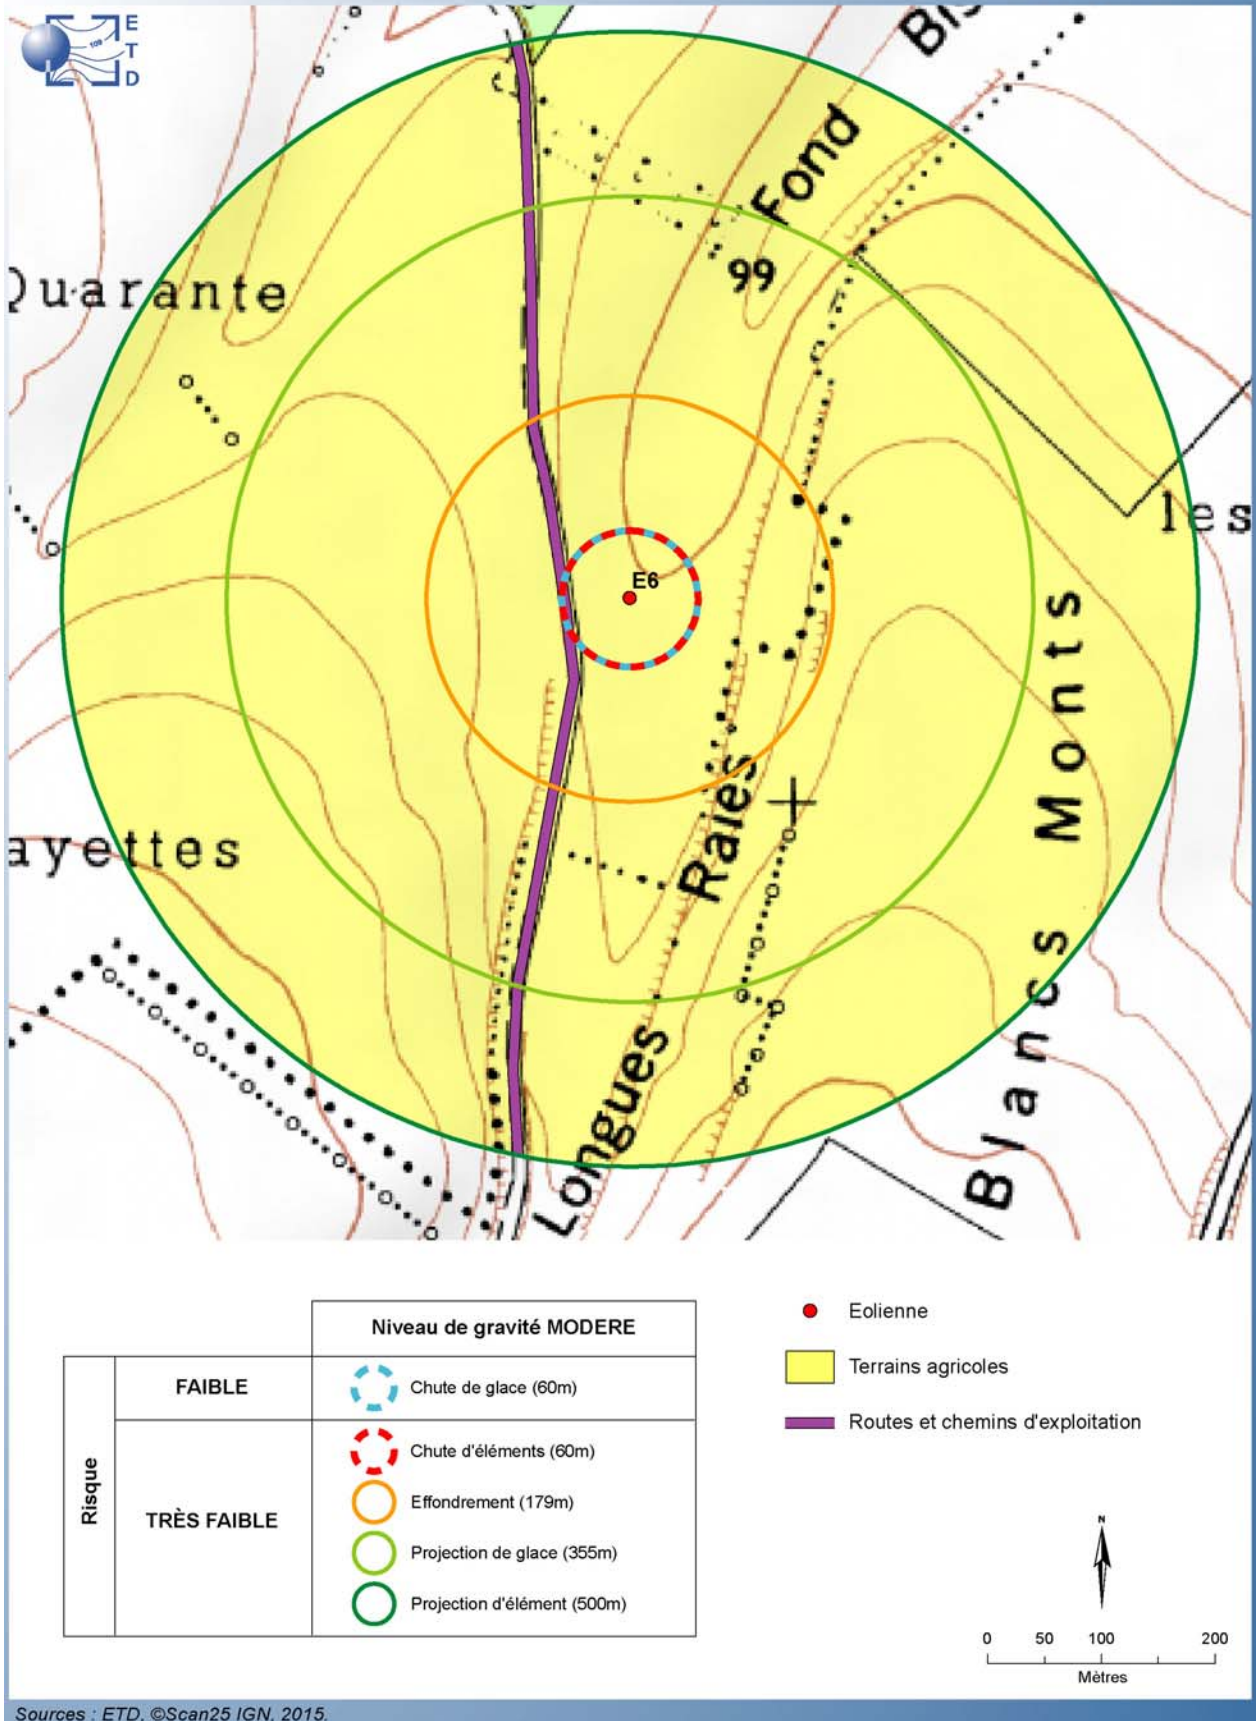 E
T
D
109
Fond
99
Quarante
les
E6
Blancs Monts
Raies
Longues
ayettes
Niveau de gravité MODERE
Risque
FAIBLE
Chute de glace (60m)
TRÈS FAIBLE
Chute d'éléments (60m)
Effondrement (179m)
Projection de glace (355m)
Projection d'élément (500m)
Eolienne
Terrains agricoles
Routes et chemins d'exploitation
N
0 50 100 200
Mètres
Sources : ETD, ©Scan25 IGN, 2015.